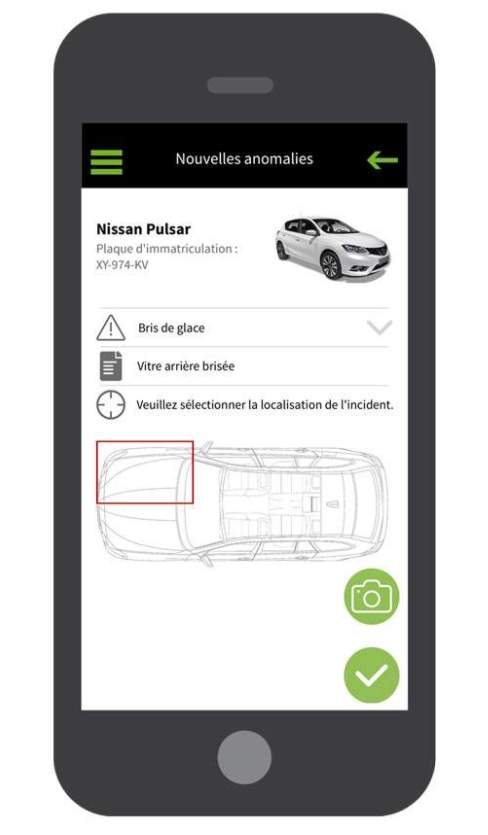 Nouvelles anomalies
Nissan Pulsar
Plaque d'immatriculation :
XY-974-KV
Bris de glace
Vitre arrière brisée
Veuillez sélectionner la localisation de l'incident.